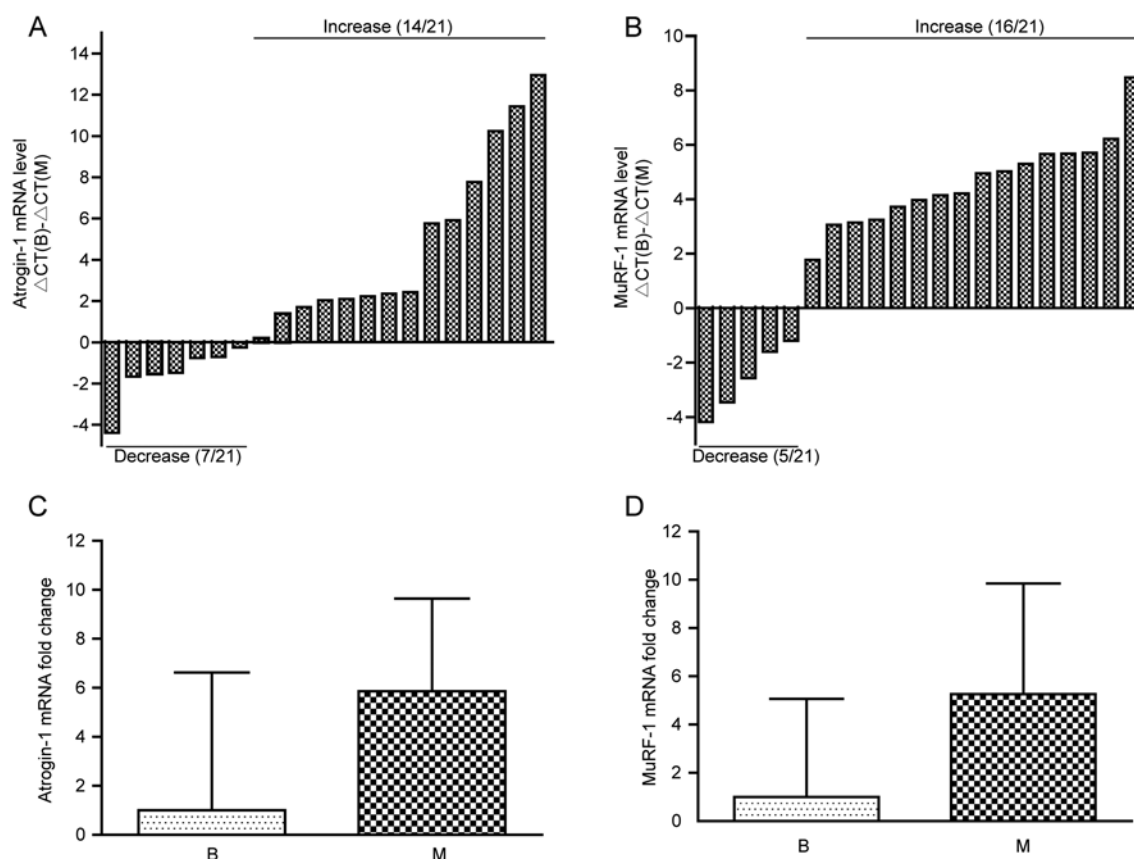 A
Increase (14/21)
14
12
10
8
6
4
2
0
-2
-4
Atrogin-1 mRNA level
△CT(B)-△CT(M)
Decrease (7/21)
B
Increase (16/21)
10
8
6
4
2
0
-2
-4
MuRF-1 mRNA level
△CT(B)-△CT(M)
Decrease (5/21)
C
12
10
8
6
4
2
0
Atrogin-1 mRNA fold change
B
M
D
12
10
8
6
4
2
0
MuRF-1 mRNA fold change
B
M